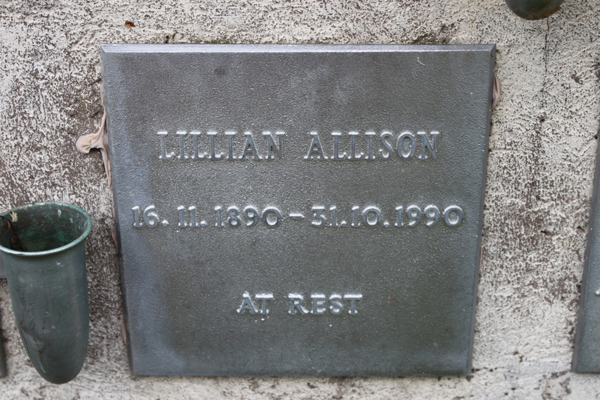 LILLIAN ALLISON
16.11.1890-31.10.1990
AT REST